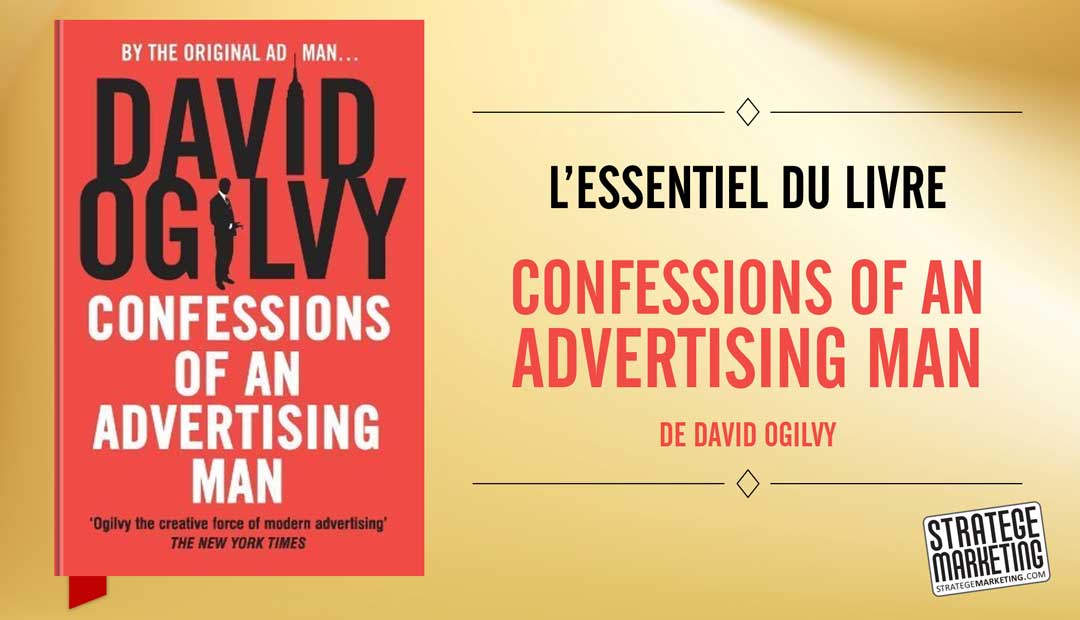 BY THE ORIGINAL AD MAN...
DAVID
OGILVY
CONFESSIONS
OF AN
ADVERTISING
MAN
'Ogilvy the creative force of modern advertising'
THE NEW YORK TIMES
L'ESSENTIEL DU LIVRE
CONFESSIONS OF AN
ADVERTISING MAN
DE DAVID OGILVY
STRATEGE
MARKETING
STRATEGEMARKETING.COM